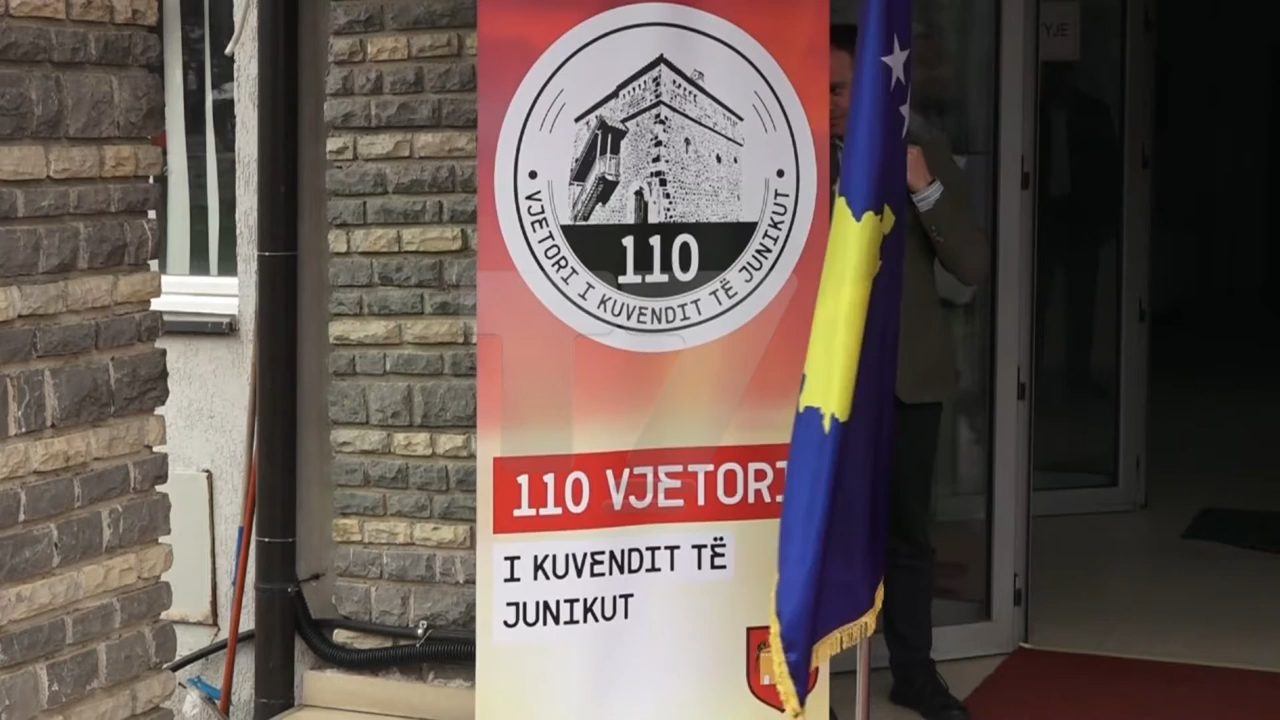 110
VJETORI I KUVENDIT TË JUNIKUT
110 VJETORI
I KUVENDIT TË
JUNIKUT